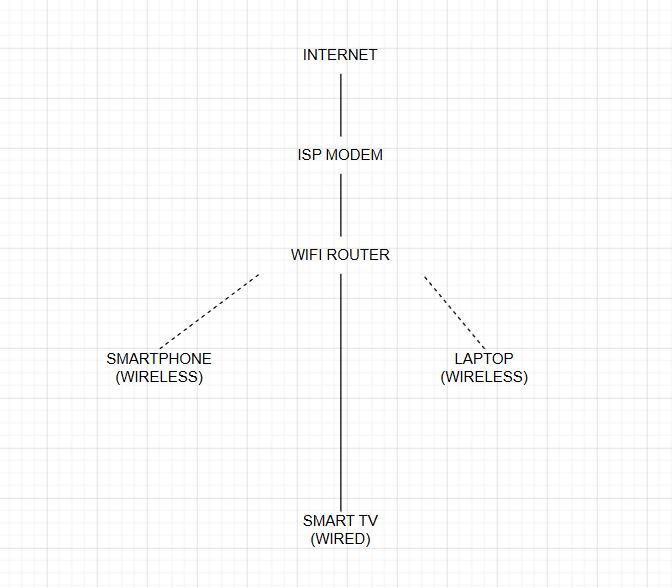 INTERNET
ISP MODEM
WIFI ROUTER
SMARTPHONE
(WIRELESS)
LAPTOP
(WIRELESS)
SMART TV
(WIRED)